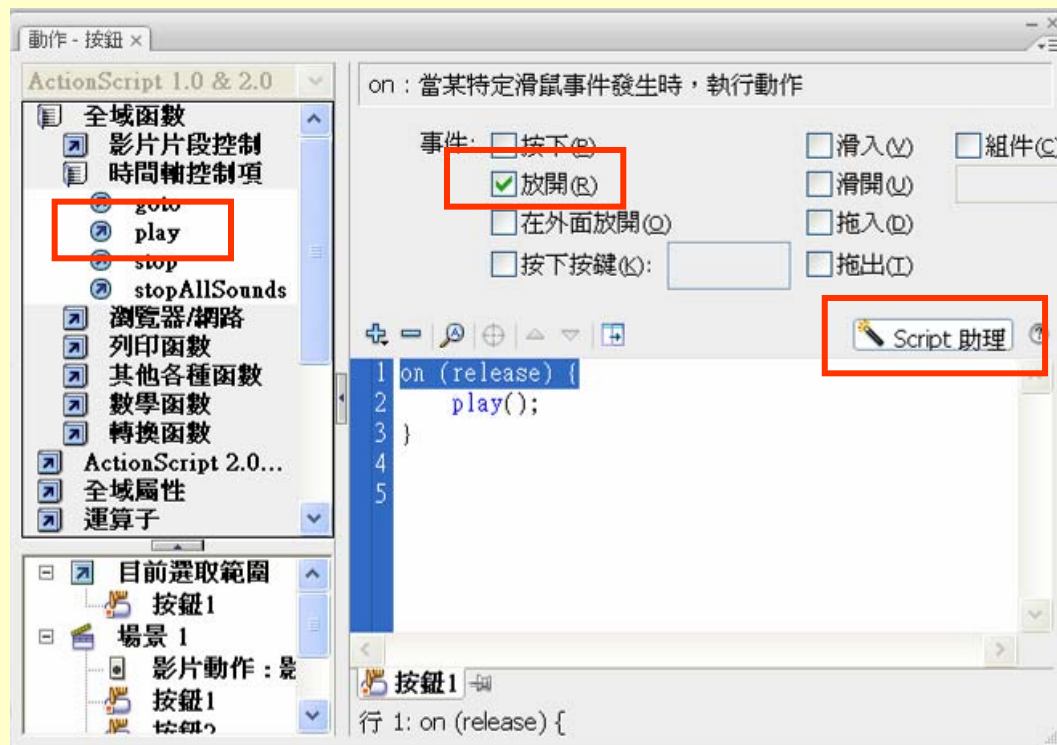 動作 - 按鈕 ×
ActionScript 1.0 & 2.0
全域函數
影片片段控制
時間軸控制項
goto
play
stop
stopAllSounds
瀏覽器/網路
列印函數
其他各種函數
數學函數
轉換函數
ActionScript 2.0...
全域屬性
運算子
目前選取範圍
按鈕1
場景 1
影片動作：影
按鈕1
按鈕2
on：當某特定滑鼠事件發生時，執行動作
事件: 按下(P) 滑入(V) 組件(C)
放開(R) 滑開(U)
在外面放開(O) 拖入(D)
按下按鍵(K): 拖出(T)
Script 助理
1 on (release) {
2 play();
3 }
4
5
按鈕1
行 1: on (release) {